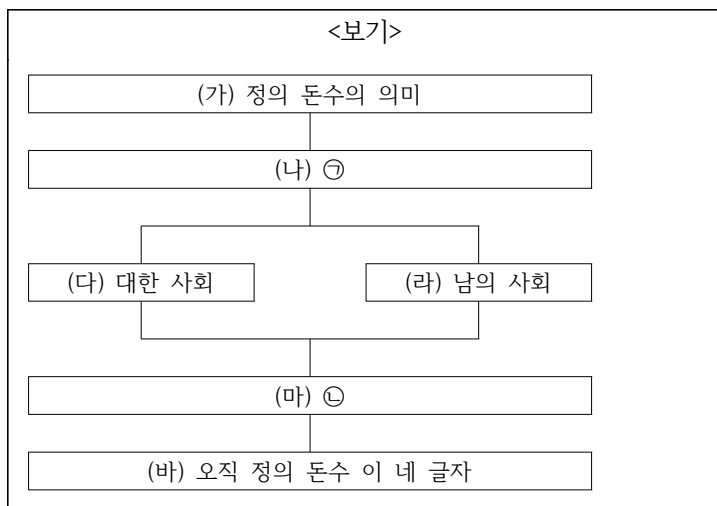 <보기>
(가) 정의 돈수의 의미
(나) ㉠
(다) 대한 사회
(라) 남의 사회
(마) ㉡
(바) 오직 정의 돈수 이 네 글자